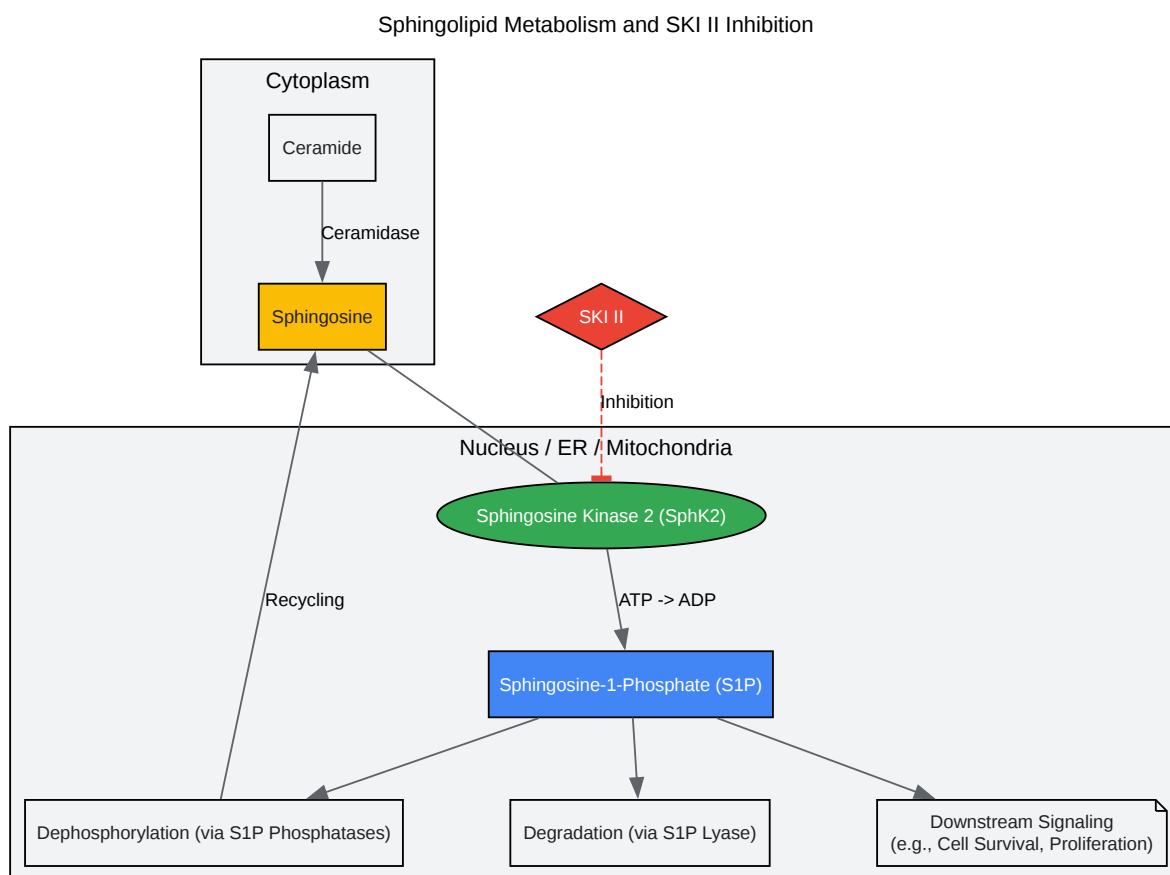 Sphingolipid Metabolism and SKI II Inhibition
Cytoplasm
Ceramide
Ceramidase
Sphingosine
SKI II
Inhibition
Nucleus / ER / Mitochondria
Sphingosine Kinase 2 (SphK2)
Recycling
ATP -> ADP
Sphingosine-1-Phosphate (S1P)
Dephosphorylation (via S1P Phosphatases)
Degradation (via S1P Lyase)
Downstream Signaling
(e.g., Cell Survival, Proliferation)